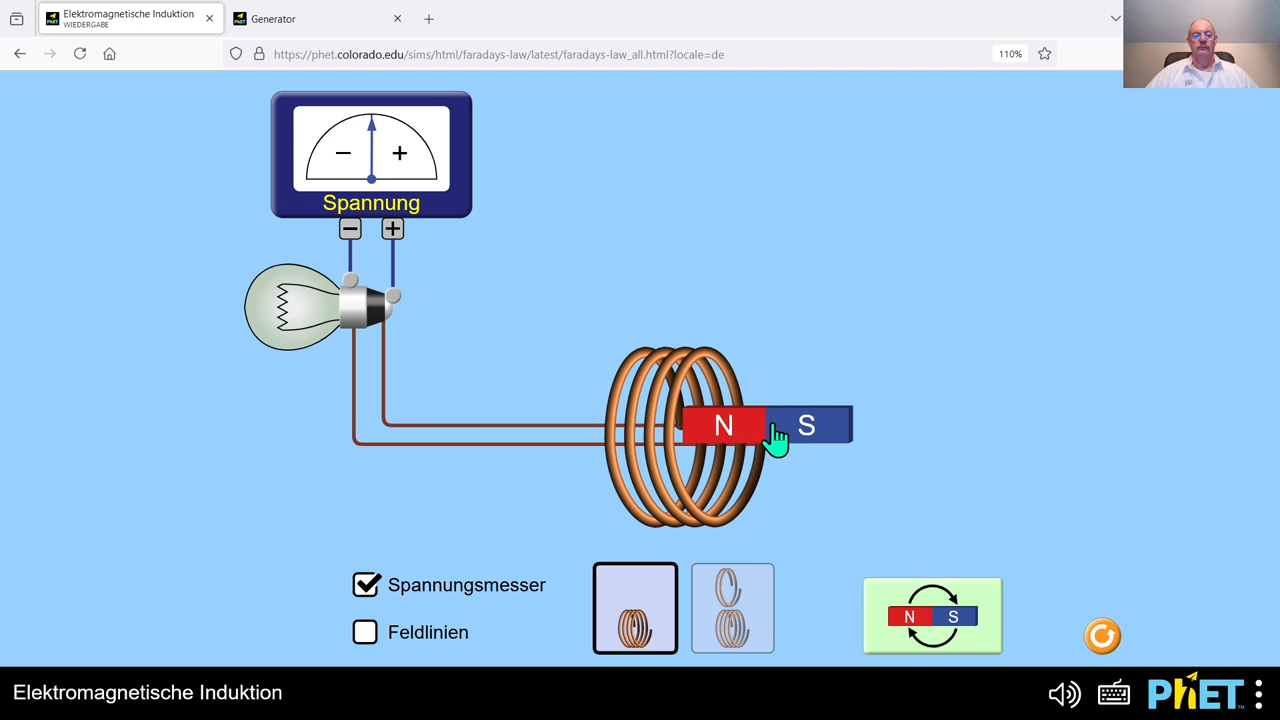 Elektromagnetische Induktion
WIEDERGABE
Generator
https://phet.colorado.edu/sims/html/faradays-law/latest/faradays-law_all.html?locale=de
110%
− +
Spannung
− +
N S
Spannungsmesser
Feldlinien
N S
Elektromagnetische Induktion
PhET